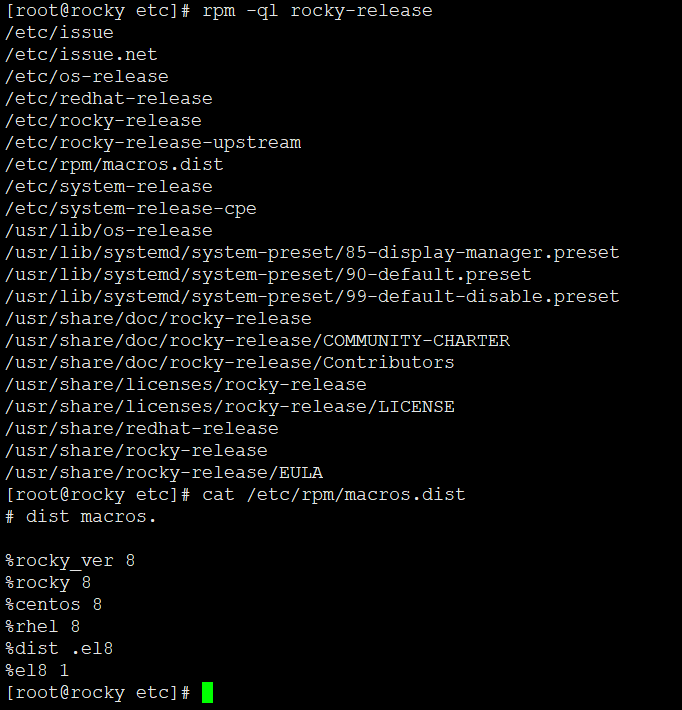 [root@rocky etc]# rpm -ql rocky-release
/etc/issue
/etc/issue.net
/etc/os-release
/etc/redhat-release
/etc/rocky-release
/etc/rocky-release-upstream
/etc/rpm/macros.dist
/etc/system-release
/etc/system-release-cpe
/usr/lib/os-release
/usr/lib/systemd/system-preset/85-display-manager.preset
/usr/lib/systemd/system-preset/90-default.preset
/usr/lib/systemd/system-preset/99-default-disable.preset
/usr/share/doc/rocky-release
/usr/share/doc/rocky-release/COMMUNITY-CHARTER
/usr/share/doc/rocky-release/Contributors
/usr/share/licenses/rocky-release
/usr/share/licenses/rocky-release/LICENSE
/usr/share/redhat-release
/usr/share/rocky-release
/usr/share/rocky-release/EULA
[root@rocky etc]# cat /etc/rpm/macros.dist
# dist macros.

%rocky_ver 8
%rocky 8
%centos 8
%rhel 8
%dist .el8
%el8 1
[root@rocky etc]#